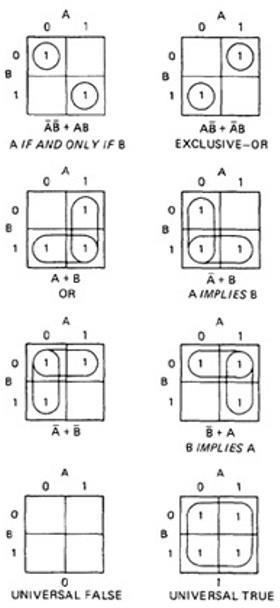 A A
0 1 0 1
0 1 0 1
B B
1 1 1 1
A̅B̅ + AB AB̅ + A̅B
A IF AND ONLY IF B EXCLUSIVE–OR
A A
0 1 0 1
0 1 0 1
B B
1 1 1 1 1 1
A + B A̅ + B
OR A IMPLIES B
A A
0 1 0 1
0 1 1 0 1 1
B B
1 1 1 1
A̅ + B̅ B̅ + A
B IMPLIES A
A A
0 1 0 1
0 0 1 1
B B
1 1 1 1
0 1
UNIVERSAL FALSE UNIVERSAL TRUE